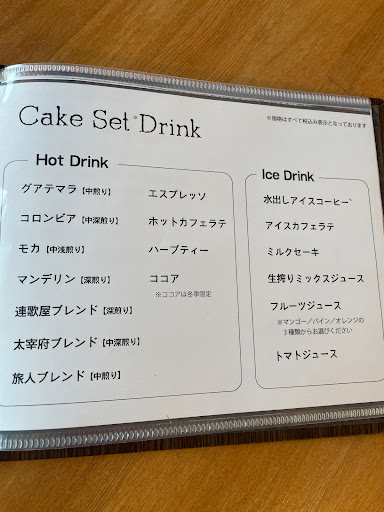 ※価格はすべて税込み表示となっております
Cake Set Drink
Hot Drink
グアテマラ【中煎り】
コロンビア【中深煎り】
モカ【中浅煎り】
マンデリン【深煎り】
連歌屋ブレンド【深煎り】
太宰府ブレンド【中深煎り】
旅人ブレンド【中煎り】
エスプレッソ
ホットカフェラテ
ハーブティー
ココア
※ココアは冬季限定
Ice Drink
水出しアイスコーヒー
アイスカフェラテ
ミルクセーキ
生搾りミックスジュース
フルーツジュース
※マンゴー/パイン/オレンジの
3種類からお選びください
トマトジュース